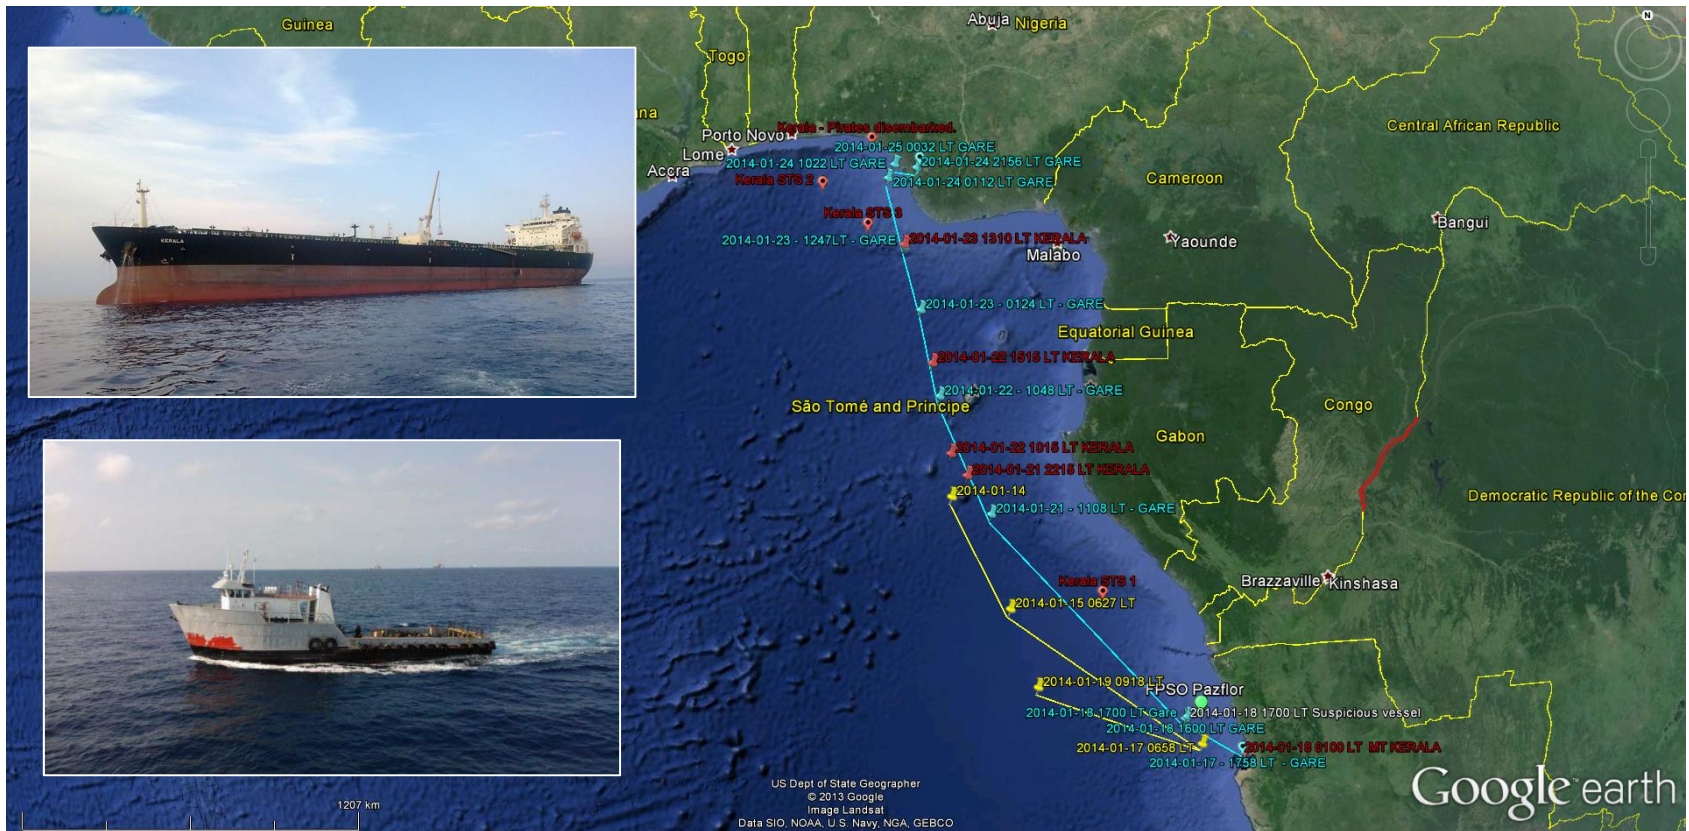 Guinea
Abuja
Nigeria
Togo
ana
Central African Republic
Porto Novo
Kerala - Pirates disembarked.
2014-01-25 0032 LT GARE
Lome
2014-01-24 1022 LT GARE
2014-01-24 2156 LT GARE
Accra
Kerala STS 2
2014-01-24 0112 LT GARE
Cameroon
Kerala STS 3
Bangui
2014-01-23 - 1247LT - GARE
2014-01-23 1310 LT KERALA
Yaounde
Malabo
2014-01-23 - 0124 LT - GARE
Equatorial Guinea
2014-01-22 1515 LT KERALA
2014-01-22 - 1048 LT - GARE
São Tomé and Príncipe
Congo
Gabon
2014-01-22 1015 LT KERALA
2014-01-21 2215 LT KERALA
2014-01-14
Democratic Republic of the Con
2014-01-21 - 1108 LT - GARE
Kerala STS 1
Brazzaville
Kinshasa
2014-01-15 0627 LT
2014-01-19 0918 LT
FPSO Pazflor
2014-01-18 1700 LT Gare
2014-01-18 1700 LT Suspicious vessel
2014-01-18 1600 LT GARE
2014-01-17 0658 LT
2014-01-18 0100 LT MT KERALA
2014-01-17 - 1758 LT - GARE
KERALA
N
1207 km
US Dept of State Geographer
© 2013 Google
Image Landsat
Data SIO, NOAA, U.S. Navy, NGA, GEBCO
Google earth